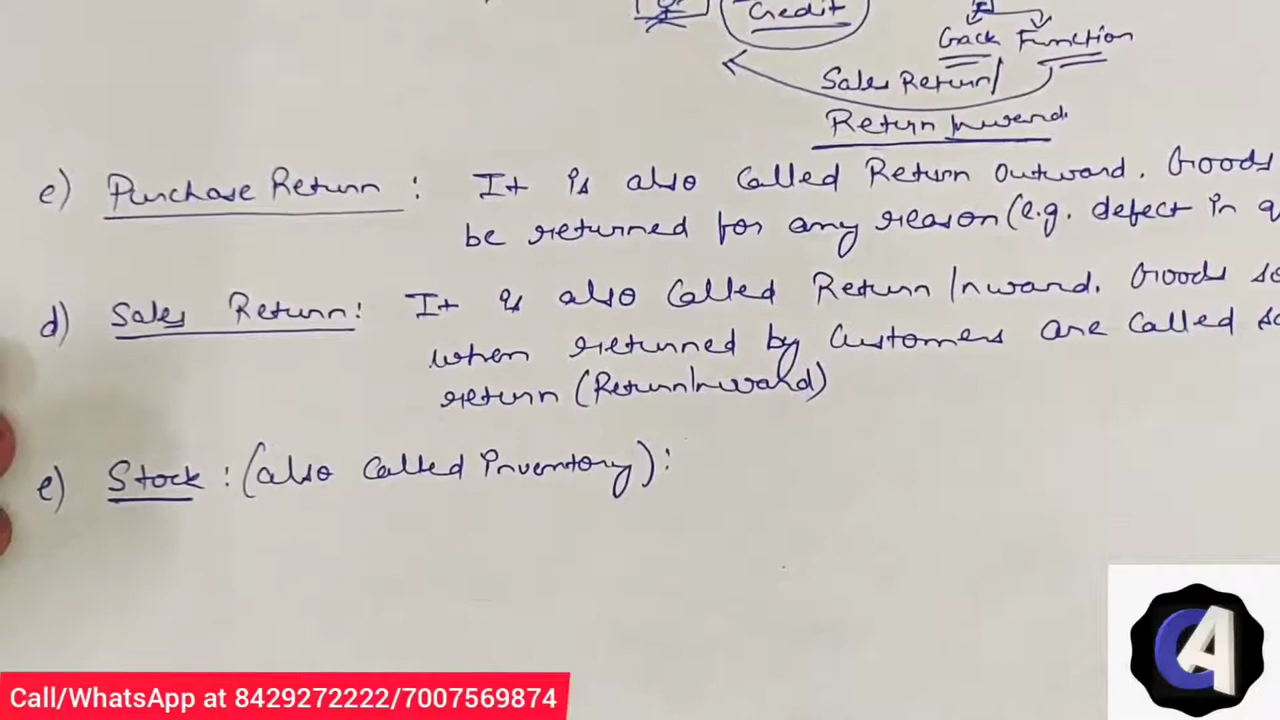 Credit
Function
Sales Return/
Return Inward
c) Purchase Return : It is also Called Return Outward. Goods
be returned for any reason (e.g. defect in q
d) Sales Return : It is also Called Return Inward. Goods
when returned by Customers are called
return (Return Inward)
e) Stock : (also Called inventory) :
CA
Call/WhatsApp at 8429272222/7007569874